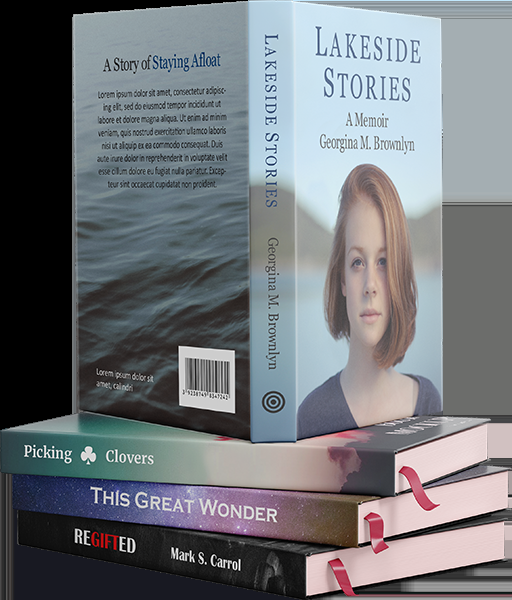 A Story of Staying Afloat
Lorem ipsum dolor sit amet, consectetur adipisc-
ing elit, sed do eiusmod tempor incididunt ut
labore et dolore magna aliqua. Ut enim ad minim
veniam, quis nostrud exercitation ullamco laboris
nisi ut aliquip ex ea commodo consequat. Duis
aute irure dolor in reprehenderit in voluptate velit
esse cillum dolore eu fugiat nulla pariatur. Excep-
teur sint occaecat cupidatat non proident.
Lorem ipsum dolor sit
amet, calindri
LAKESIDE STORIES
Georgina M. Brownlyn
LAKESIDE
STORIES
A Memoir
Georgina M. Brownlyn
Picking Clovers
THIS GREAT WONDER
REGIFTED
Mark S. Carrol